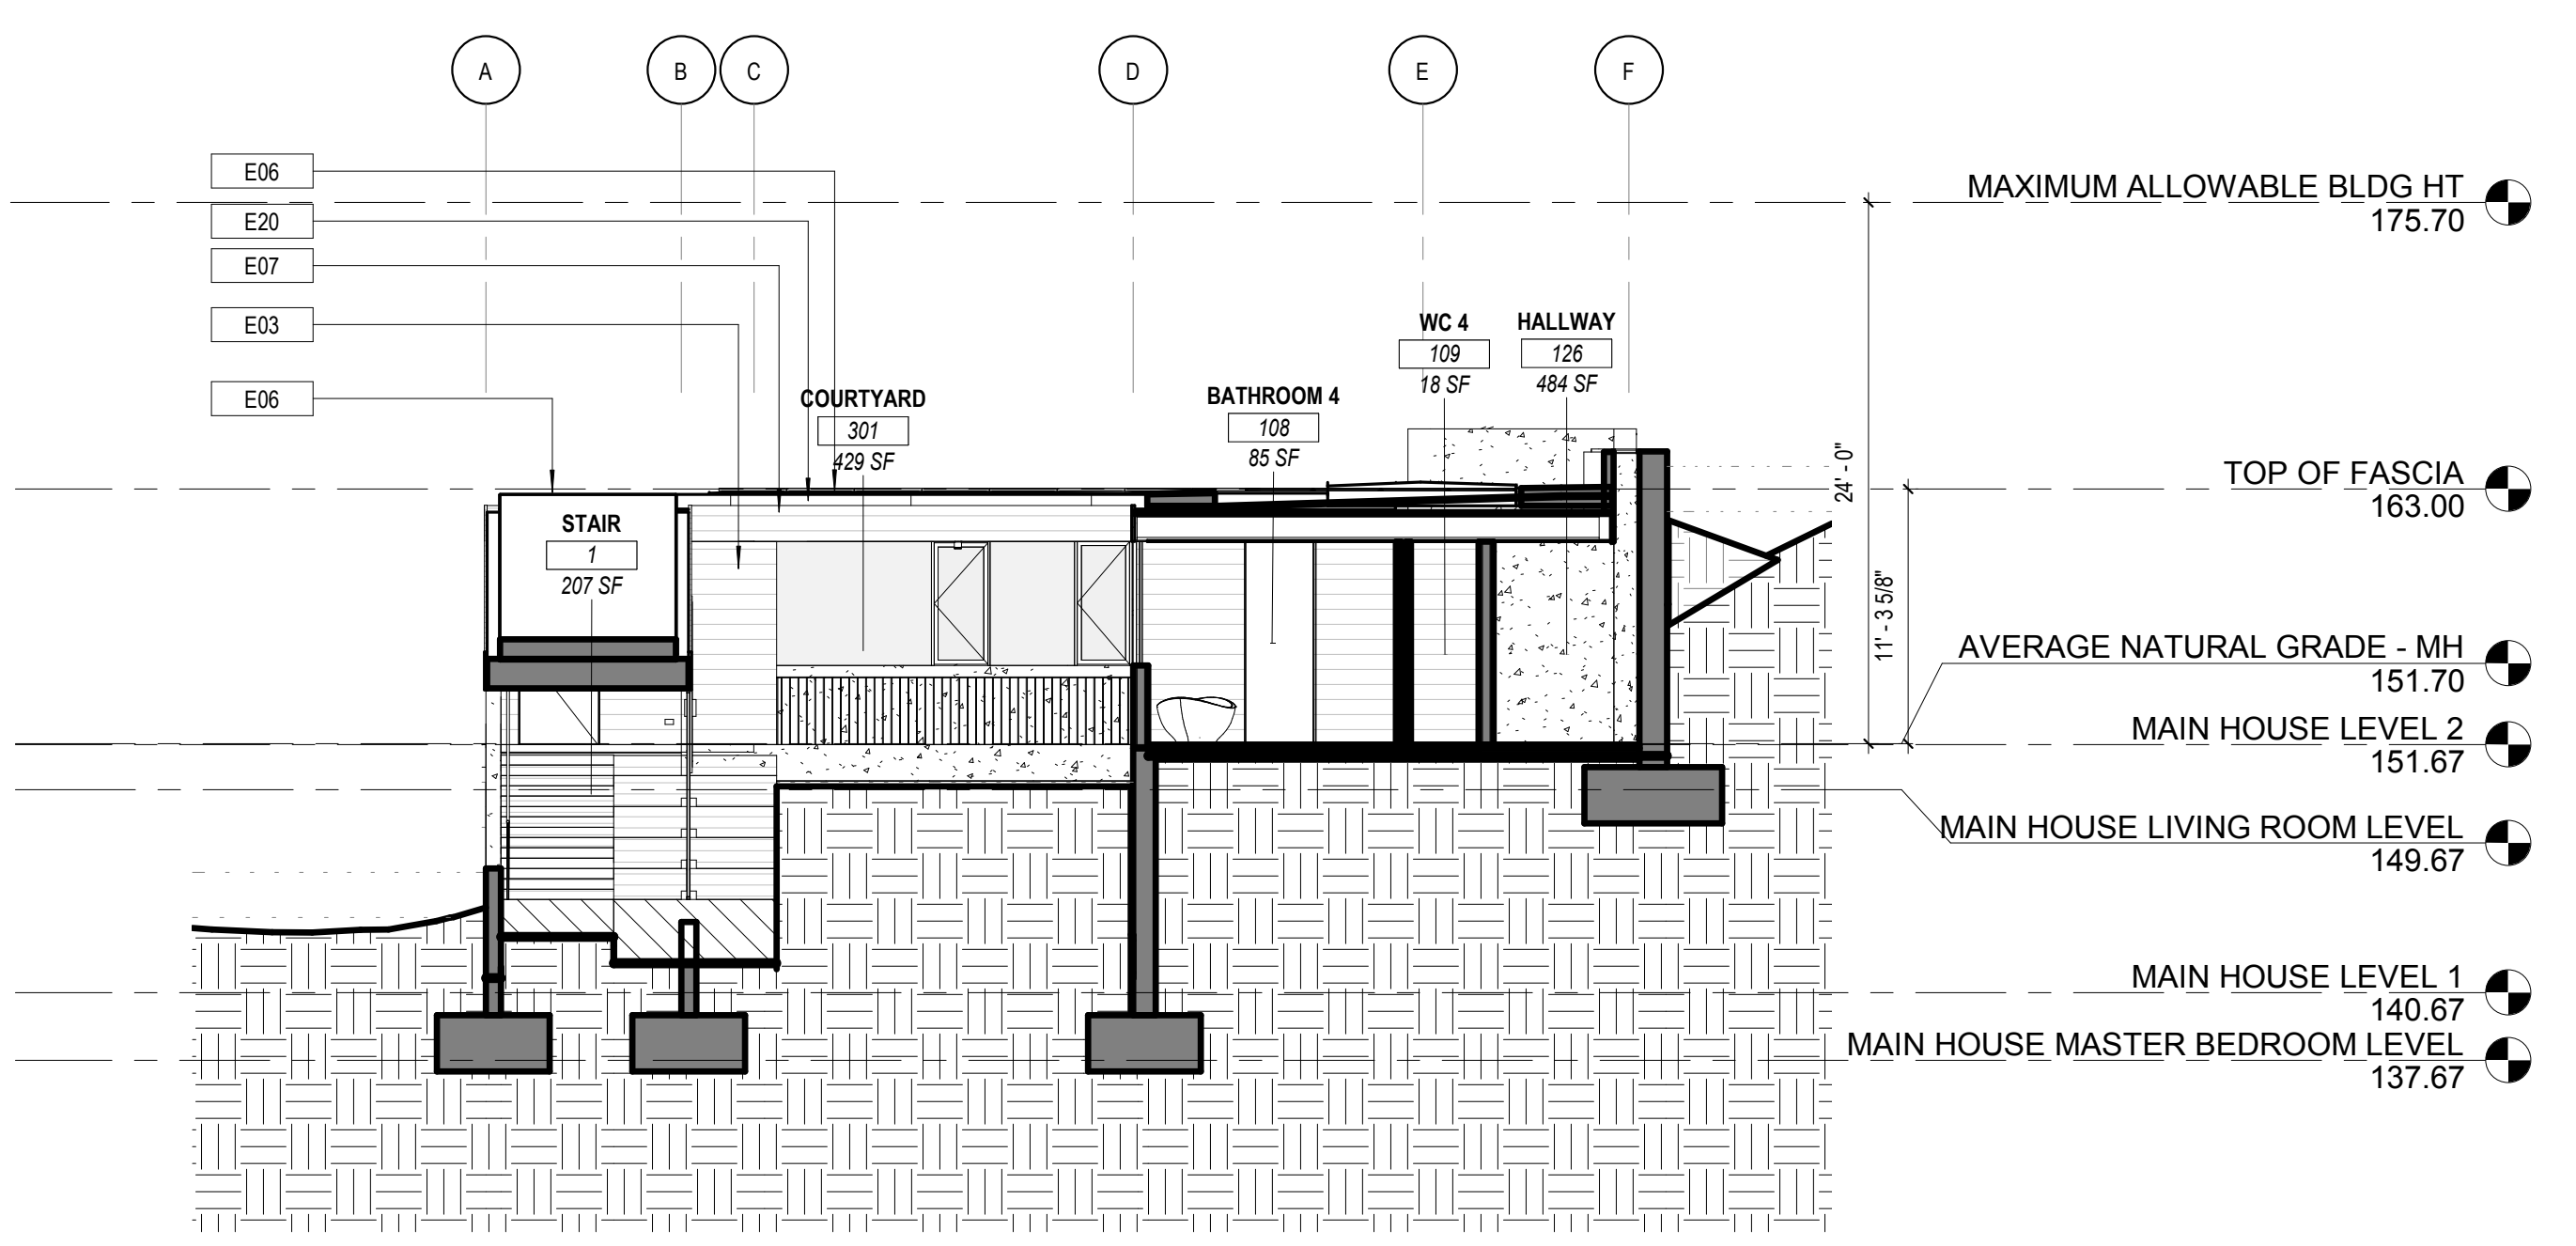 A
B
C
D
E
F
E06
E20
E07
E03
E06
MAXIMUM ALLOWABLE BLDG HT
175.70
WC 4
109
18 SF
HALLWAY
126
484 SF
COURTYARD
301
429 SF
BATHROOM 4
108
85 SF
STAIR
1
207 SF
24' - 0"
11' - 3 5/8"
TOP OF FASCIA
163.00
AVERAGE NATURAL GRADE - MH
151.70
MAIN HOUSE LEVEL 2
151.67
MAIN HOUSE LIVING ROOM LEVEL
149.67
MAIN HOUSE LEVEL 1
140.67
MAIN HOUSE MASTER BEDROOM LEVEL
137.67